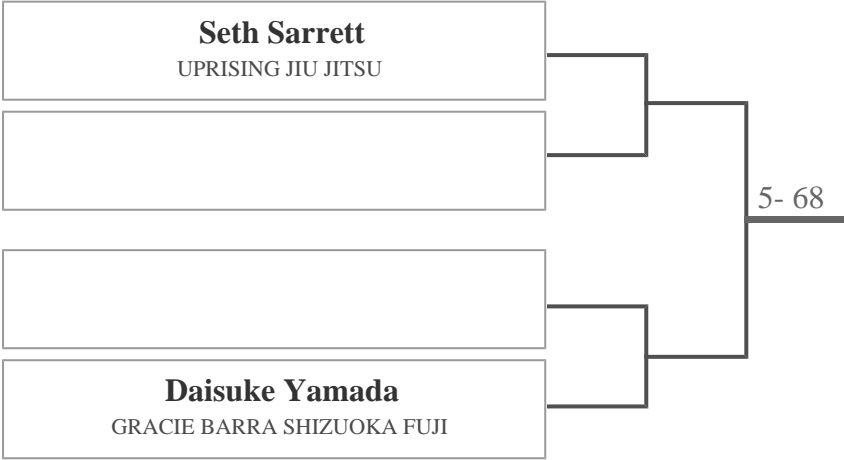 Seth Sarrett
UPRISING JIU JITSU
5- 68
Daisuke Yamada
GRACIE BARRA SHIZUOKA FUJI